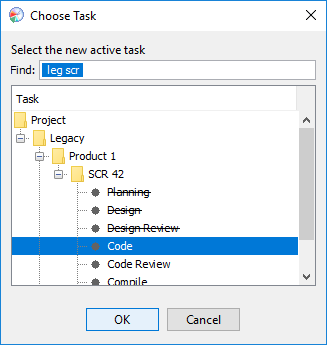 Choose Task
Select the new active task
Find: leg scr
Task
Project
Legacy
Product 1
SCR 42
Planning
Design
Design Review
Code
Code Review
Compile
OK Cancel